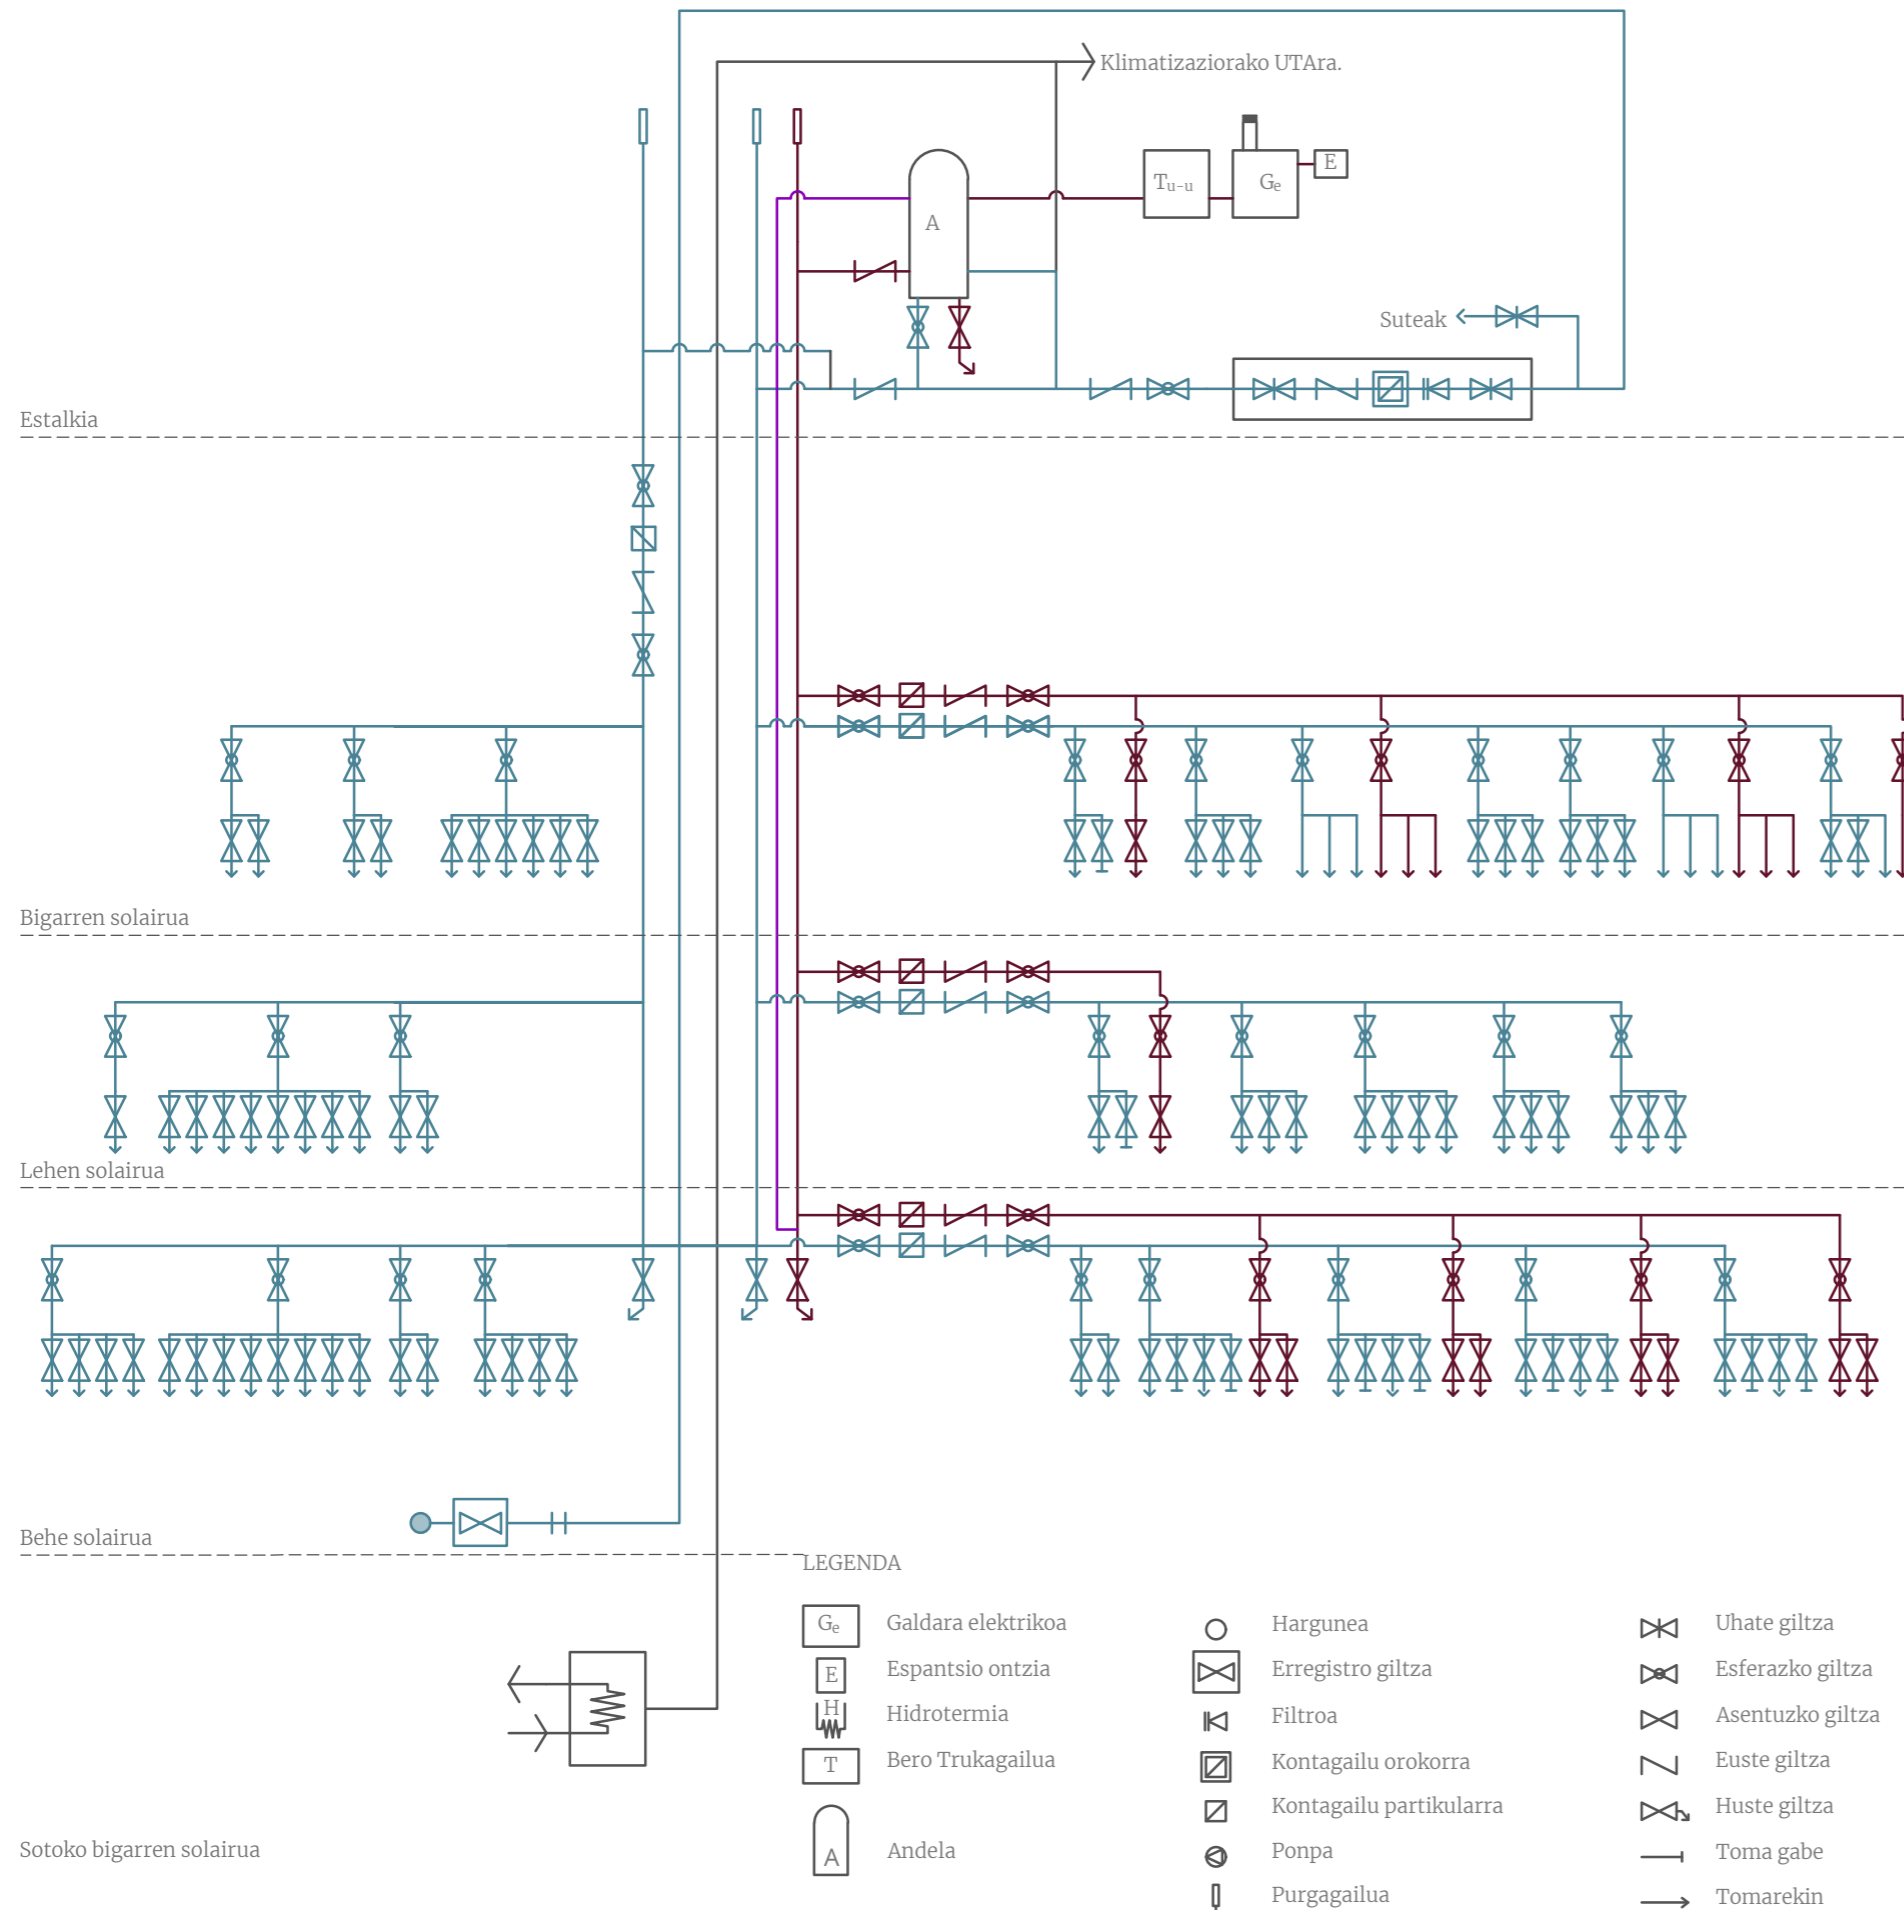 Klimatizaziorako UTAra.
A
Tu-u
Ge
E
Suteak
Estalkia
Bigarren solairua
Lehen solairua
Behe solairua
Sotoko bigarren solairua
LEGENDA
Ge Galdara elektrikoa
E Espantsio ontzia
H Hidrotermia
T Bero Trukagailua
A Andela
Hargunea
Erregistro giltza
Filtroa
Kontagailu orokorra
Kontagailu partikularra
Ponpa
Purgagailua
Uhate giltza
Esferazko giltza
Asentuzko giltza
Euste giltza
Huste giltza
Toma gabe
Tomarekin